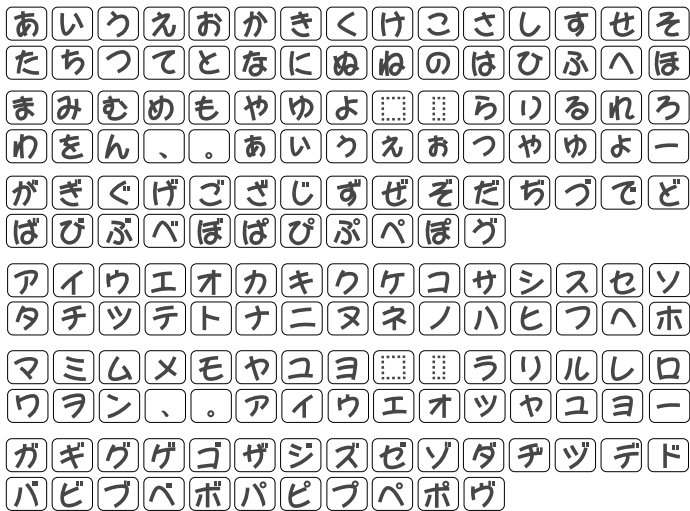 あいうえおかきくけこさしすせそ
たちつてとなにぬねのはひふへほ
まみむめもやゆよらりるれろ
わをん、。ぁぃぅぇぉっゃゅょー
がぎぐげござじずぜぞだぢづでど
ばびぶべぼぱぴぷぺぽゔ
アイウエオカキクケコサシスセソ
タチツテトナニヌネノハヒフヘホ
マミムメモヤユヨラリルレロ
ワヲン、。ァィゥェォッャュョー
ガギグゲゴザジズゼゾダヂヅデド
バビブベボパピプペポヴ